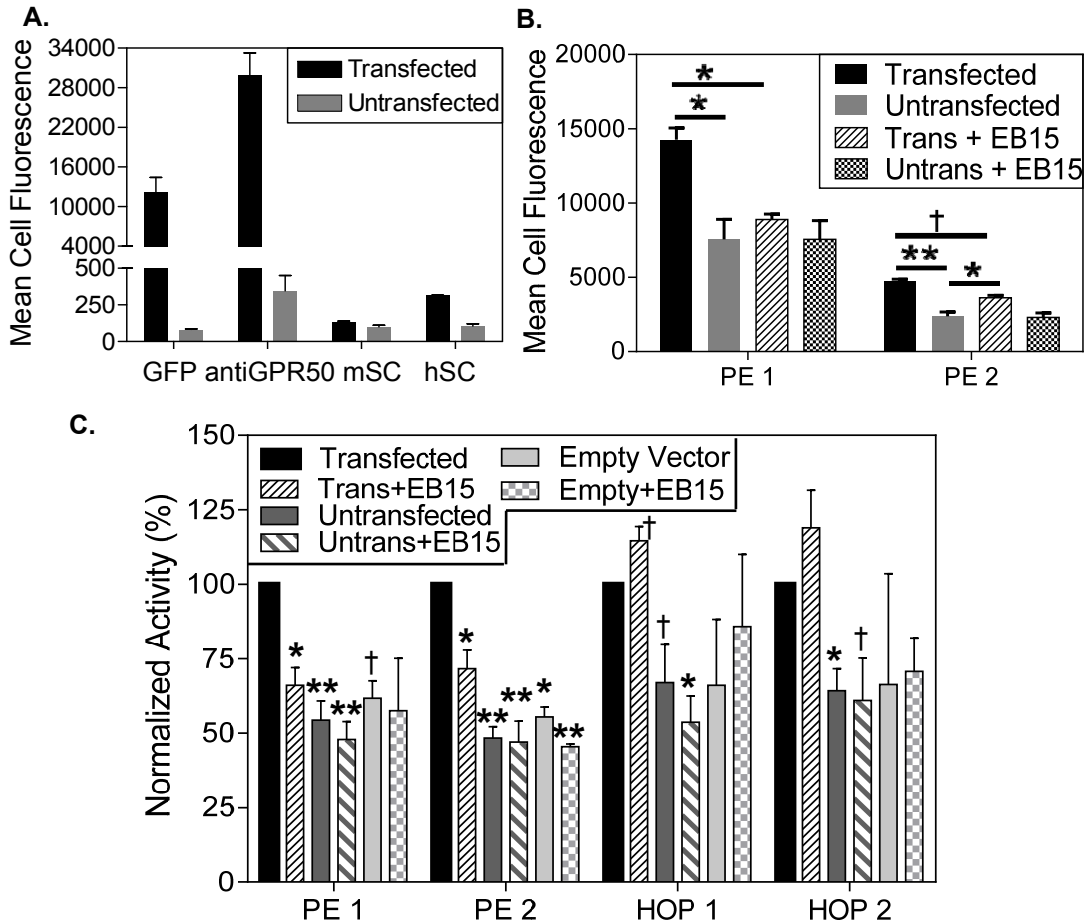 A.
Mean Cell Fluorescence
34000
28000
22000
16000
10000
4000
500
250
0
Transfected
Untransfected
GFP antiGPR50 mSC hSC
B.
Mean Cell Fluorescence
20000
15000
10000
5000
0
Transfected
Untransfected
Trans + EB15
Untrans + EB15
*
*
†
**
*
PE 1 PE 2
C.
Normalized Activity (%)
150
125
100
75
50
25
0
Transfected
Trans+EB15
Untransfected
Untrans+EB15
Empty Vector
Empty+EB15
* ** ** †
* ** ** * **
† † *
* †
PE 1 PE 2 HOP 1 HOP 2